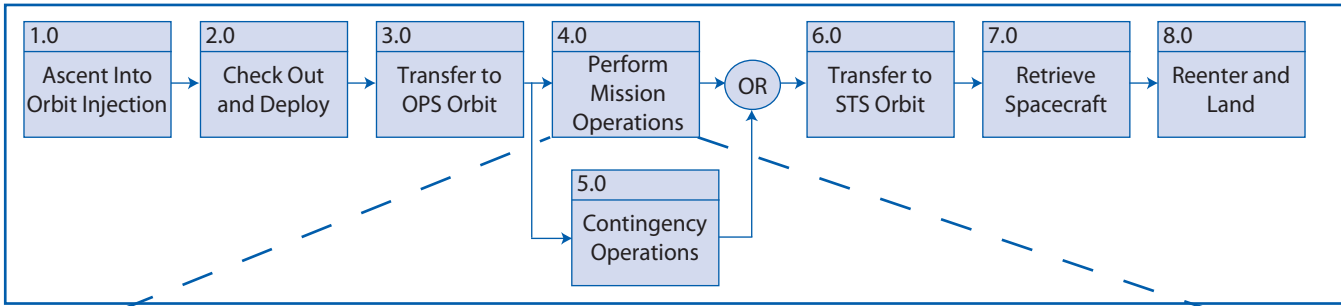 1.0
Ascent Into
Orbit Injection
2.0
Check Out
and Deploy
3.0
Transfer to
OPS Orbit
4.0
Perform
Mission
Operations
OR
6.0
Transfer to
STS Orbit
7.0
Retrieve
Spacecraft
8.0
Reenter and
Land
5.0
Contingency
Operations